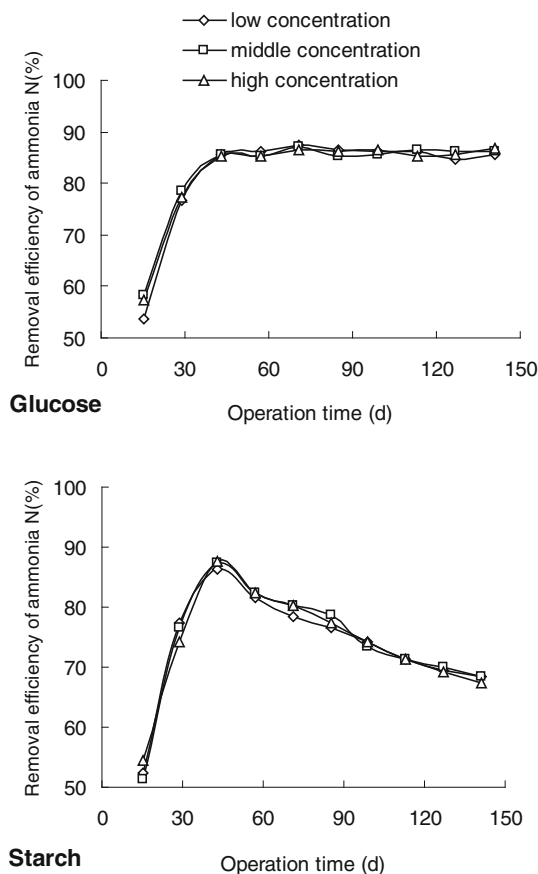 low concentration
middle concentration
high concentration
Removal efficiency of ammonia N(%)
100
90
80
70
60
50
0 30 60 90 120 150
Glucose
Operation time (d)
Removal efficiency of ammonia N(%)
100
90
80
70
60
50
0 30 60 90 120 150
Starch
Operation time (d)